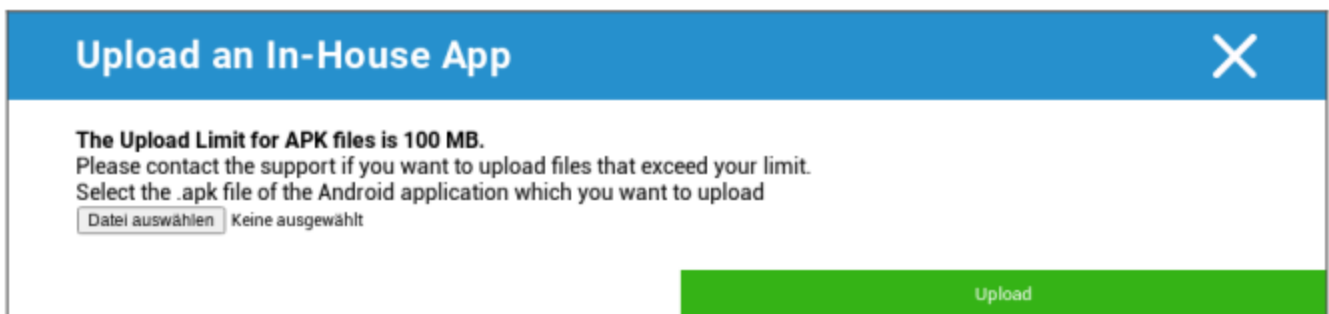 Upload an In-House App
The Upload Limit for APK files is 100 MB.
Please contact the support if you want to upload files that exceed your limit.
Select the .apk file of the Android application which you want to upload
Datei auswählen Keine ausgewählt
Upload